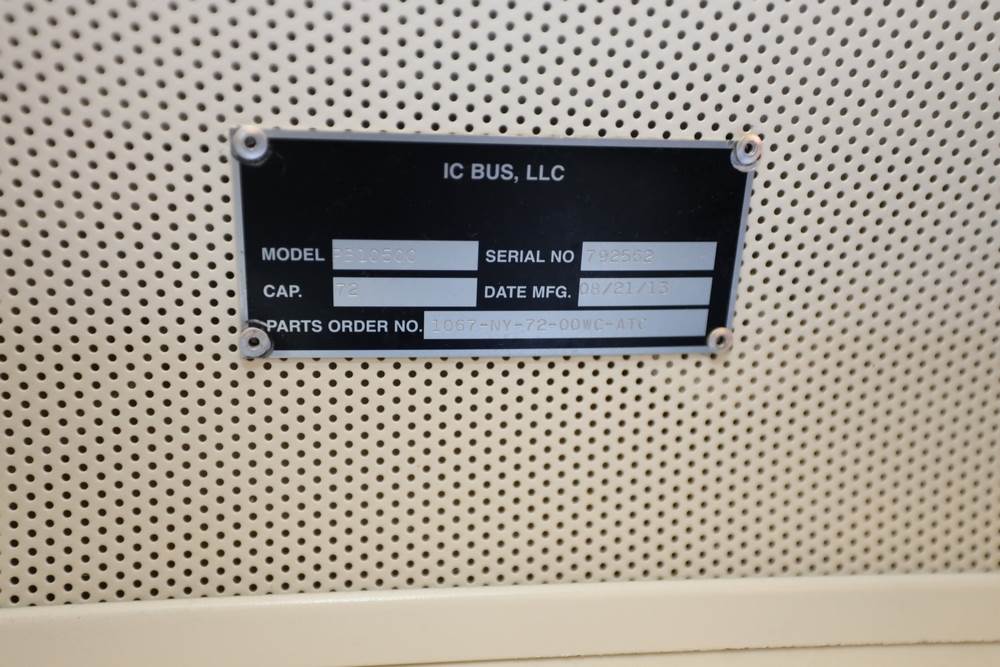 IC BUS, LLC
MODEL PB10500 SERIAL NO 792562
CAP. 72 DATE MFG. 08/21/13
PARTS ORDER NO. 1067-NY-72-00WC-ATC